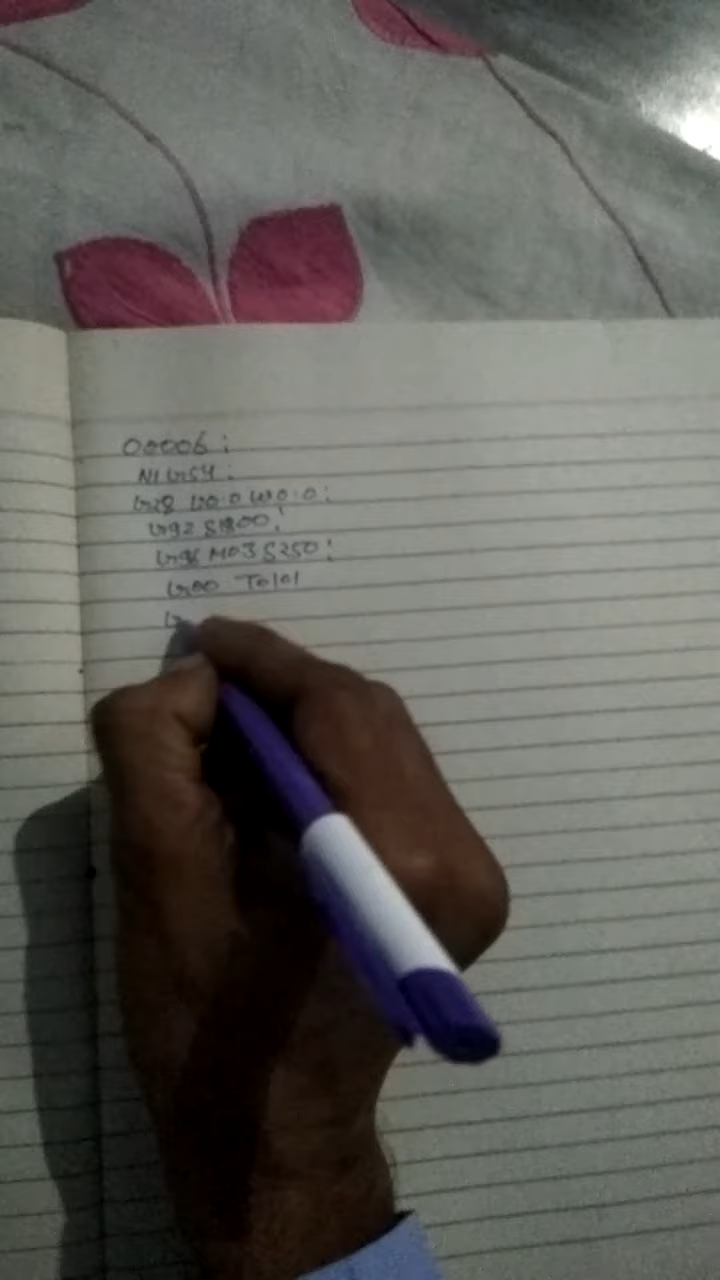 O0006;
N1 G54;
G28 U0.0 W0.0;
G92 S1800;
G96 M03 S250;
G00 T0101
G